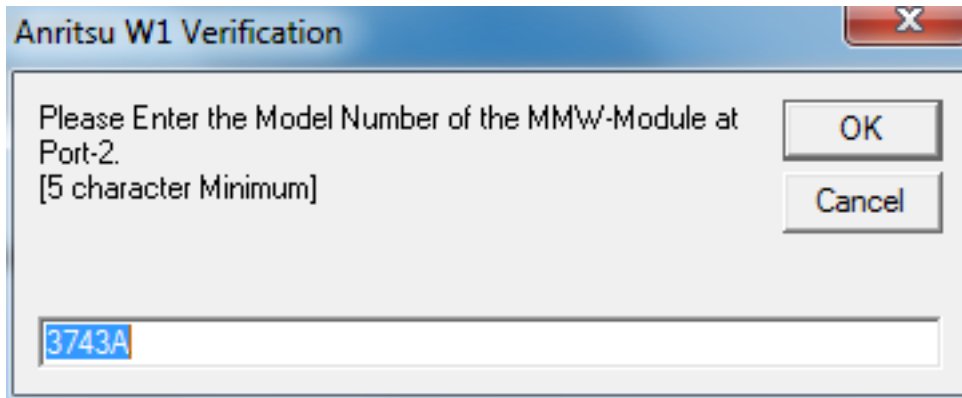 Anritsu W1 Verification
Please Enter the Model Number of the MMW-Module at
Port-2.
[5 character Minimum]
OK
Cancel
3743A